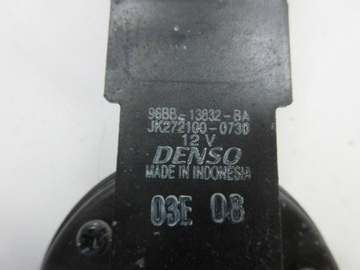 96BB-13832-BA
JK272100-0730
12 V
DENSO
MADE IN INDONESIA
03E 08